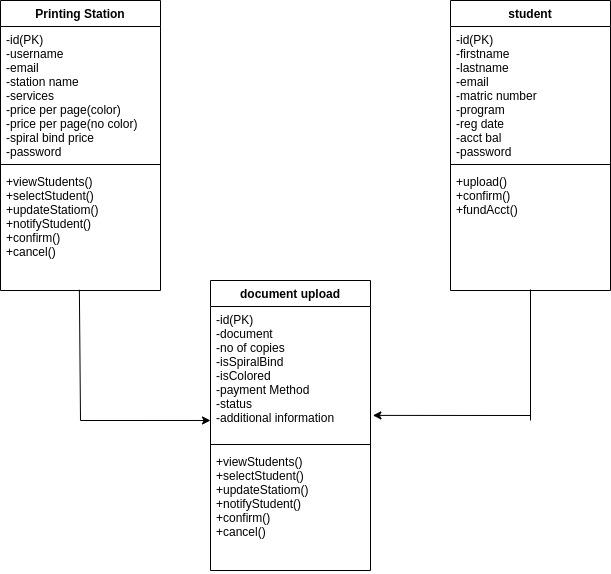 Printing Station
-id(PK)
-username
-email
-station name
-services
-price per page(color)
-price per page(no color)
-spiral bind price
-password
+viewStudents()
+selectStudent()
+updateStatiom()
+notifyStudent()
+confirm()
+cancel()
student
-id(PK)
-firstname
-lastname
-email
-matric number
-program
-reg date
-acct bal
-password
+upload()
+confirm()
+fundAcct()
document upload
-id(PK)
-document
-no of copies
-isSpiralBind
-isColored
-payment Method
-status
-additional information
+viewStudents()
+selectStudent()
+updateStatiom()
+notifyStudent()
+confirm()
+cancel()